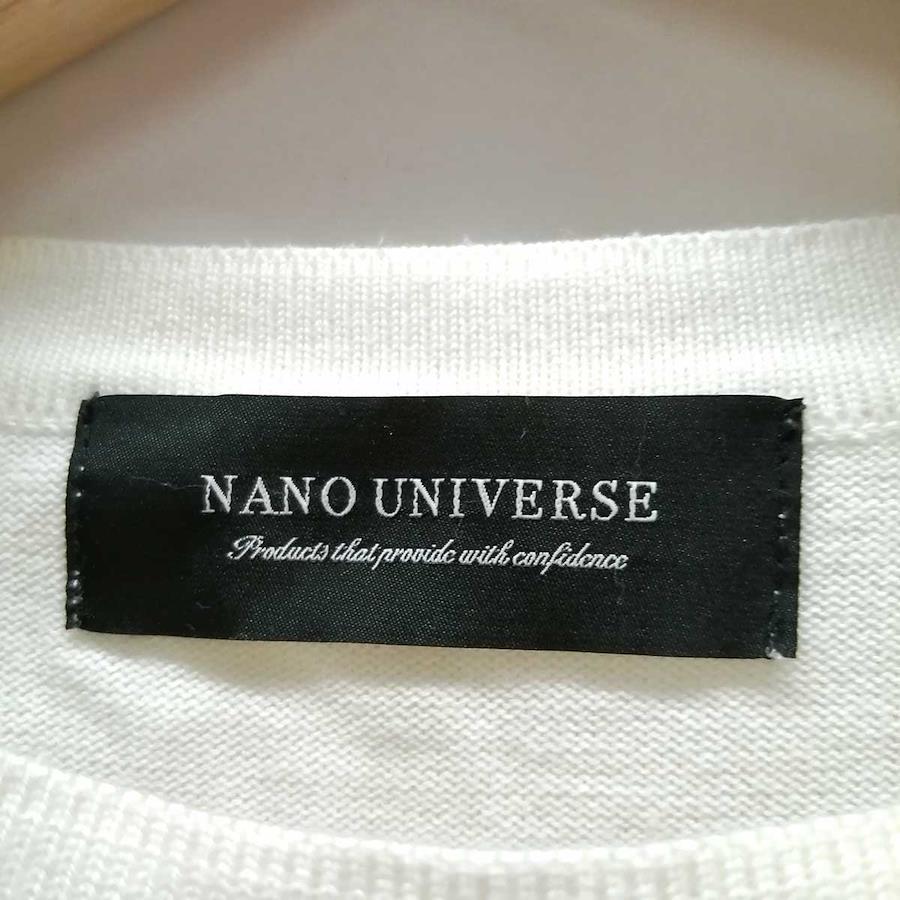 NANO UNIVERSE
Products that provide with confidence